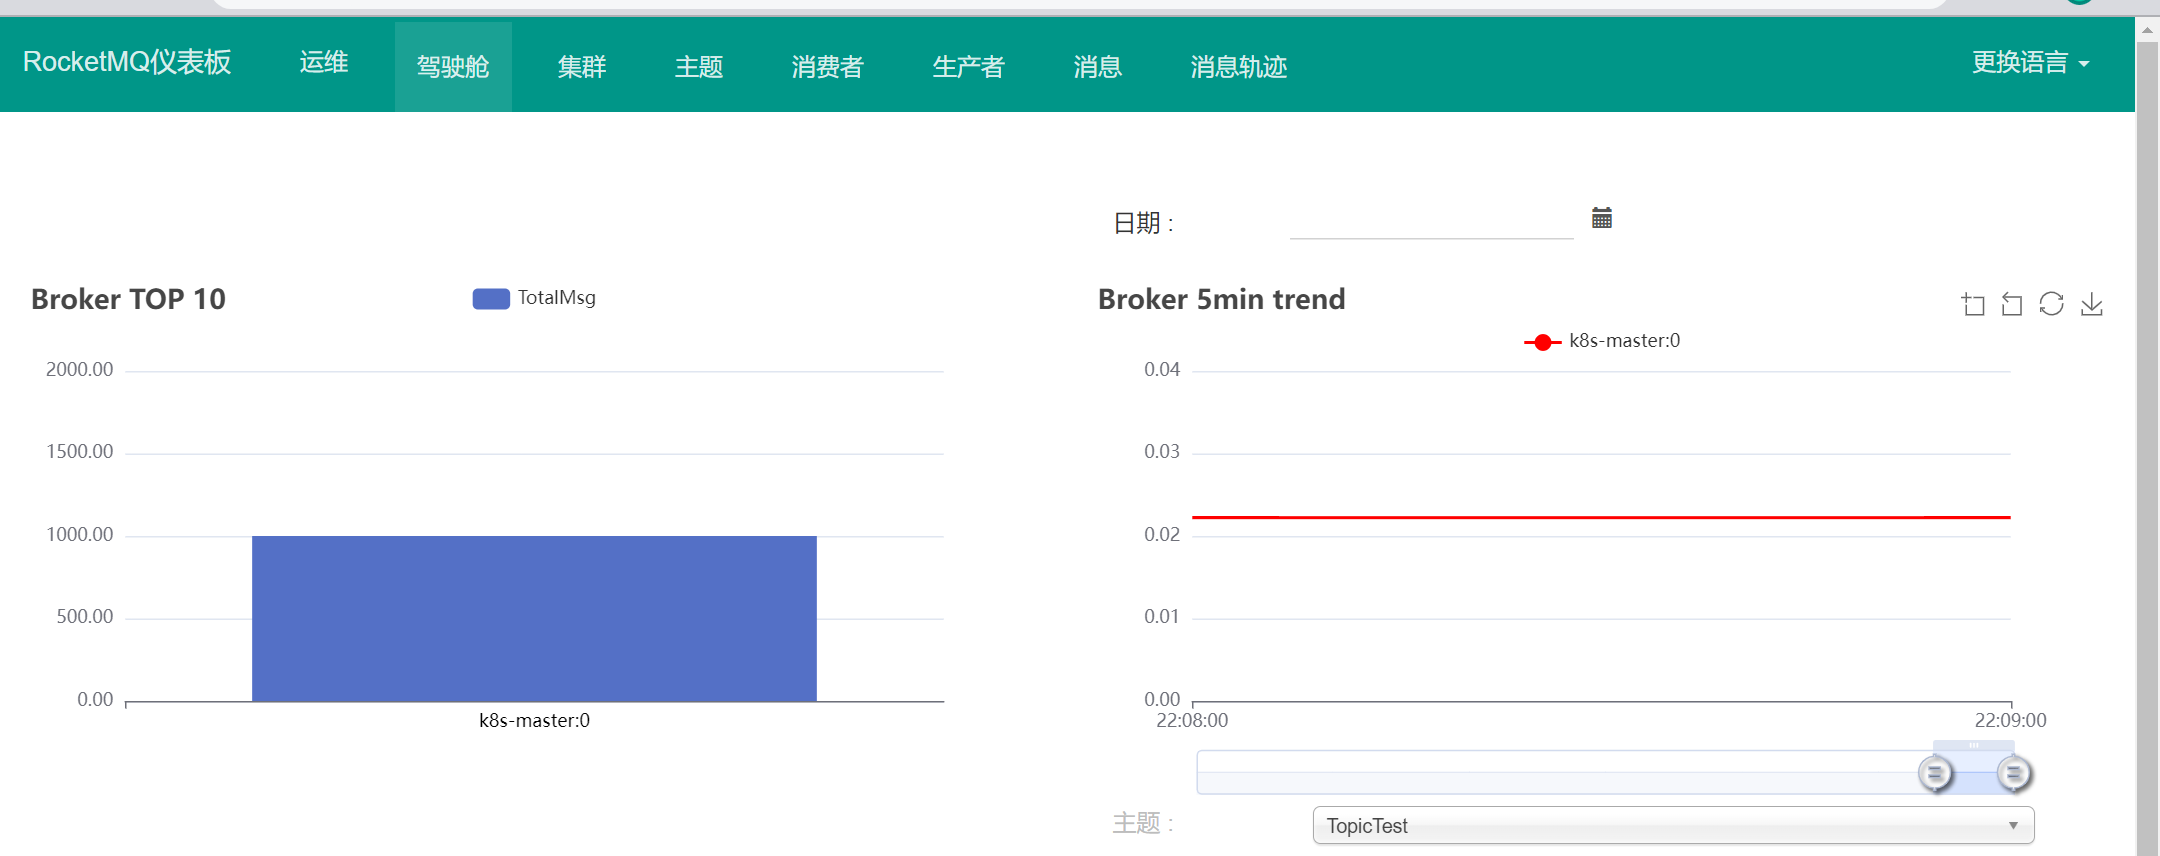 RocketMQ仪表板 运维 驾驶舱 集群 主题 消费者 生产者 消息 消息轨迹 更换语言
日期 :
Broker TOP 10
TotalMsg
2000.00
1500.00
1000.00
500.00
0.00
k8s-master:0
Broker 5min trend
k8s-master:0
0.04
0.03
0.02
0.01
0.00
22:08:00 22:09:00
主题 : TopicTest